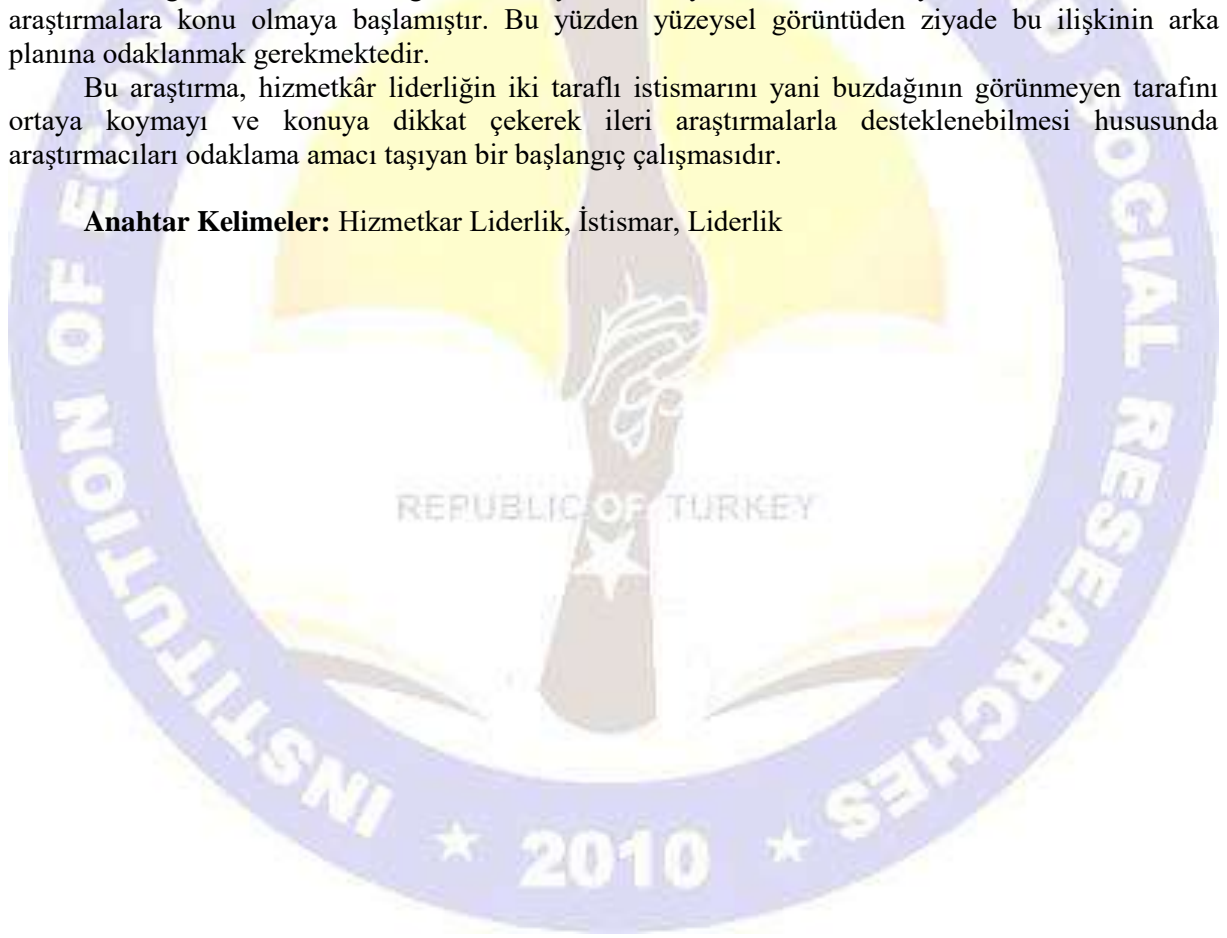 araştırmalara konu olmaya başlamıştır. Bu yüzden yüzeysel görüntüden ziyade bu ilişkinin arka
planına odaklanmak gerekmektedir.
Bu araştırma, hizmetkâr liderliğin iki taraflı istismarını yani buzdağının görünmeyen tarafını
ortaya koymayı ve konuya dikkat çekerek ileri araştırmalarla desteklenebilmesi hususunda
araştırmacıları odaklama amacı taşıyan bir başlangıç çalışmasıdır.
Anahtar Kelimeler: Hizmetkar Liderlik, İstismar, Liderlik
REPUBLIC OF TURKEY
INSTITUTION OF
SOCIAL RESEARCHES
2010